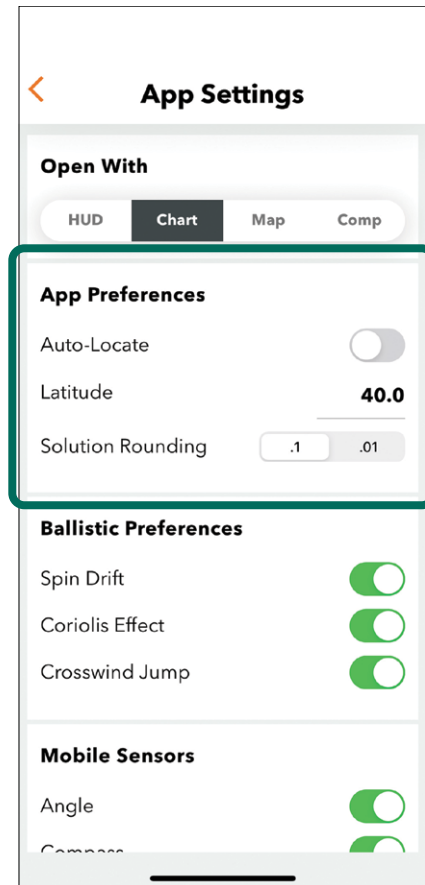 App Settings
Open With
HUD Chart Map Comp
App Preferences
Auto-Locate
Latitude 40.0
Solution Rounding .1 .01
Ballistic Preferences
Spin Drift
Coriolis Effect
Crosswind Jump
Mobile Sensors
Angle
Compass